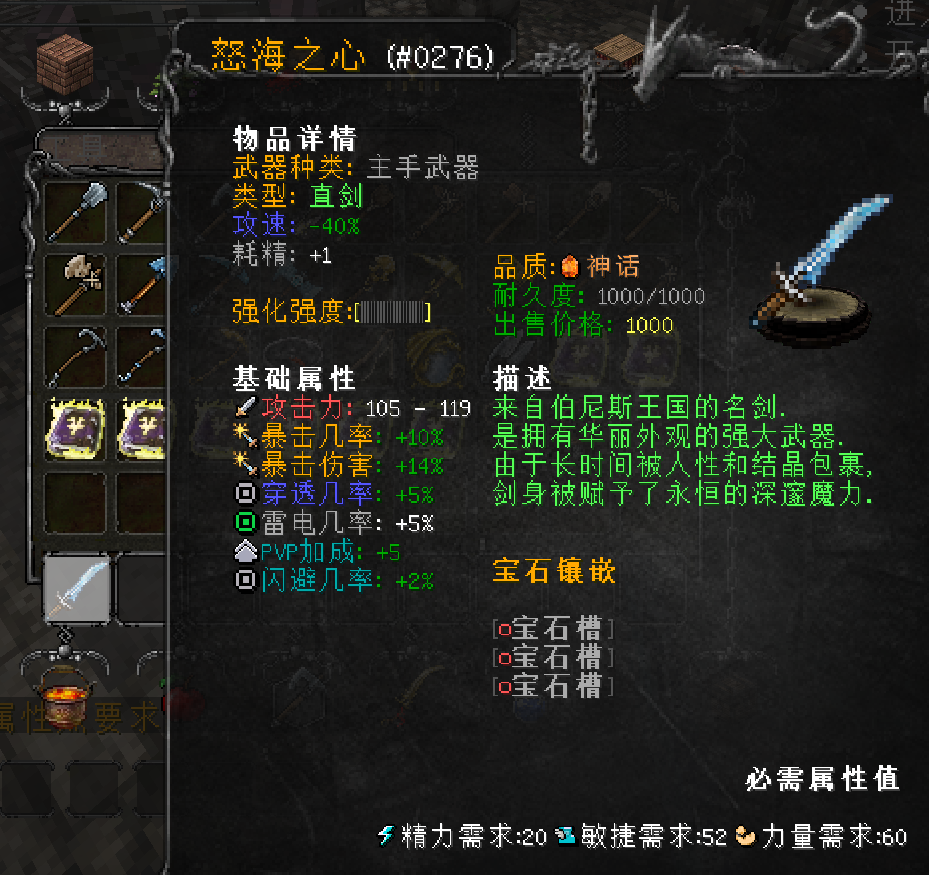 怒海之心 (#0276)
进
开
物品详情
武器种类: 主手武器
类型: 直剑
攻速: -40%
耗精: +1
强化强度:[||||||||||||||||||||]
品质: 神话
耐久度: 1000/1000
出售价格: 1000
基础属性
攻击力: 105 - 119
暴击几率: +10%
暴击伤害: +14%
穿透几率: +5%
雷电几率: +5%
PVP加成: +5
闪避几率: +2%
描述
来自伯尼斯王国的名剑.
是拥有华丽外观的强大武器.
由于长时间被人性和结晶包裹,
剑身被赋予了永恒的深邃魔力.
宝石镶嵌
[○宝石槽]
[○宝石槽]
[○宝石槽]
属性 要求
必需属性值
精力需求:20 敏捷需求:52 力量需求:60